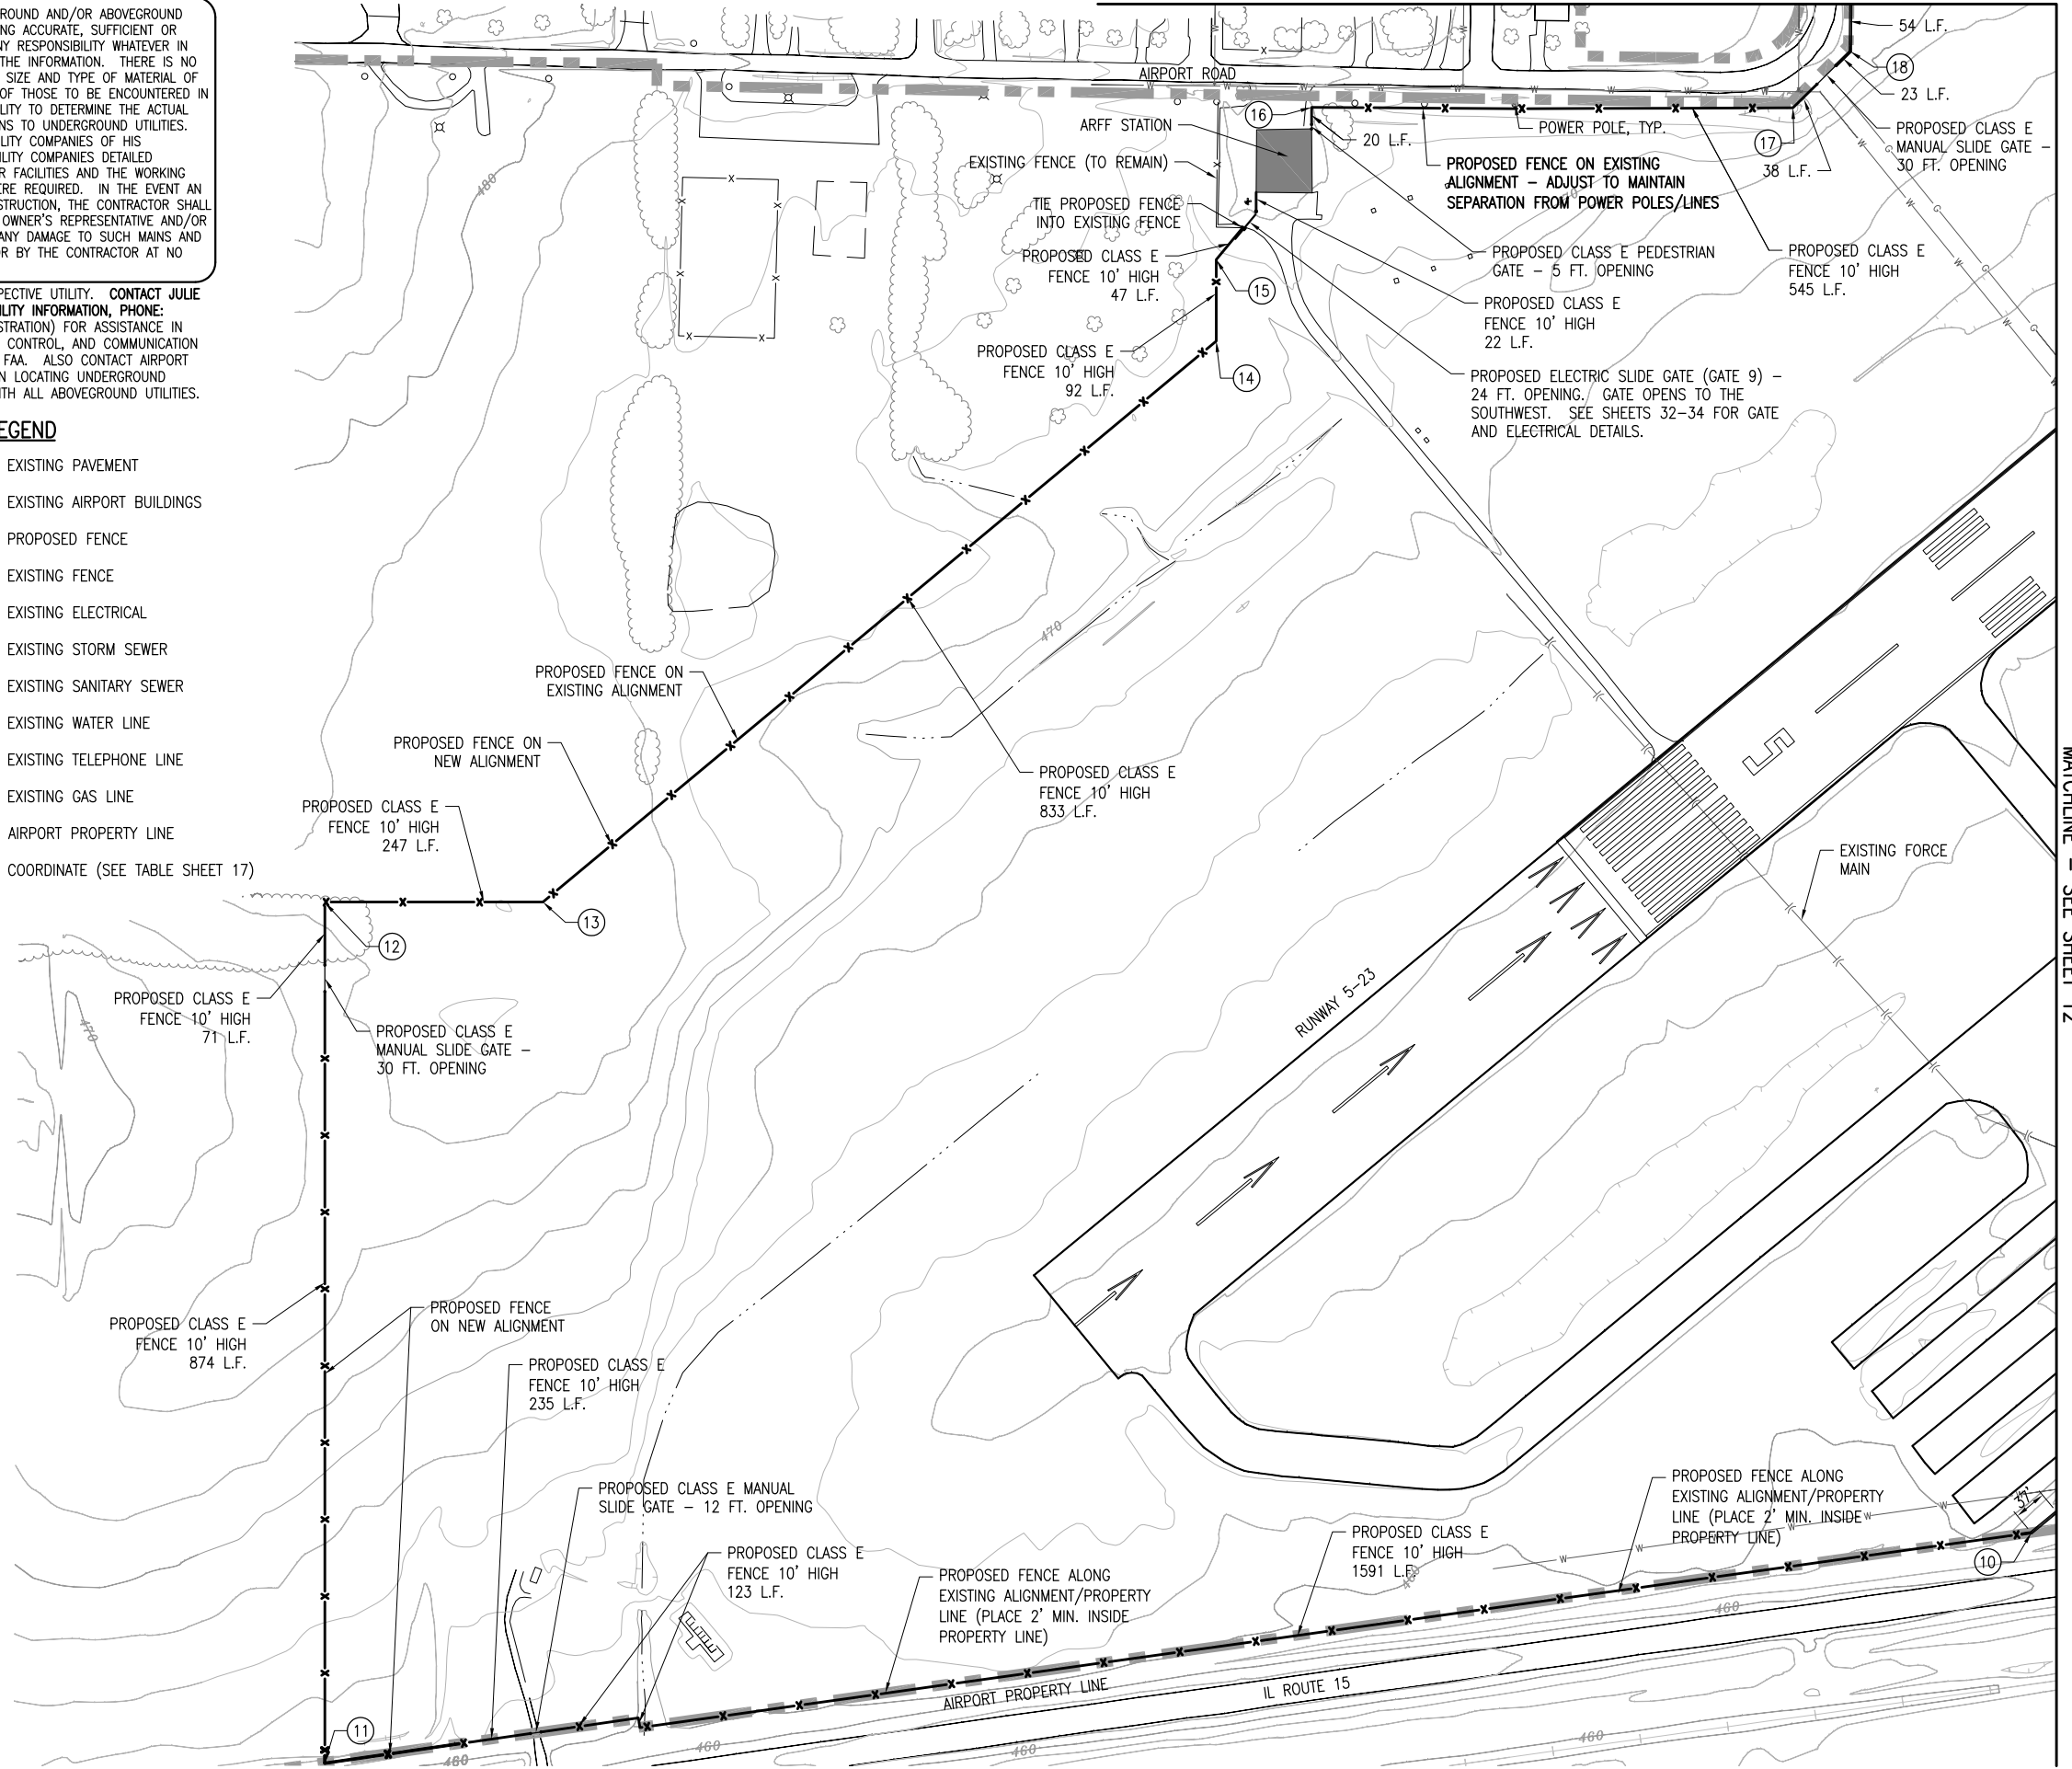 ROUND AND/OR ABOVEGROUND
NG ACCURATE, SUFFICIENT OR
NY RESPONSIBILITY WHATEVER IN
THE INFORMATION. THERE IS NO
SIZE AND TYPE OF MATERIAL OF
OF THOSE TO BE ENCOUNTERED IN
LITY TO DETERMINE THE ACTUAL
NS TO UNDERGROUND UTILITIES.
LITY COMPANIES OF HIS
ILITY COMPANIES DETAILED
R FACILITIES AND THE WORKING
ERE REQUIRED. IN THE EVENT AN
STRUCTION, THE CONTRACTOR SHALL
OWNER'S REPRESENTATIVE AND/OR
ANY DAMAGE TO SUCH MAINS AND
OR BY THE CONTRACTOR AT NO
PECTIVE UTILITY. CONTACT JULIE
ILITY INFORMATION, PHONE:
STRATION) FOR ASSISTANCE IN
CONTROL, AND COMMUNICATION
FAA. ALSO CONTACT AIRPORT
N LOCATING UNDERGROUND
ITH ALL ABOVEGROUND UTILITIES.
EGEND
EXISTING PAVEMENT
EXISTING AIRPORT BUILDINGS
PROPOSED FENCE
EXISTING FENCE
EXISTING ELECTRICAL
EXISTING STORM SEWER
EXISTING SANITARY SEWER
EXISTING WATER LINE
EXISTING TELEPHONE LINE
EXISTING GAS LINE
AIRPORT PROPERTY LINE
COORDINATE (SEE TABLE SHEET 17)
54 L.F.
18
23 L.F.
PROPOSED CLASS E
MANUAL SLIDE GATE –
30 FT. OPENING
AIRPORT ROAD
16
ARFF STATION
20 L.F.
POWER POLE, TYP.
17
38 L.F.
EXISTING FENCE (TO REMAIN)
PROPOSED FENCE ON EXISTING
ALIGNMENT – ADJUST TO MAINTAIN
SEPARATION FROM POWER POLES/LINES
TIE PROPOSED FENCE
INTO EXISTING FENCE
PROPOSED CLASS E
FENCE 10' HIGH
47 L.F.
PROPOSED CLASS E PEDESTRIAN
GATE – 5 FT. OPENING
PROPOSED CLASS E
FENCE 10' HIGH
545 L.F.
15
PROPOSED CLASS E
FENCE 10' HIGH
22 L.F.
PROPOSED CLASS E
FENCE 10' HIGH
92 L.F.
14
PROPOSED ELECTRIC SLIDE GATE (GATE 9) –
24 FT. OPENING. GATE OPENS TO THE
SOUTHWEST. SEE SHEETS 32–34 FOR GATE
AND ELECTRICAL DETAILS.
480
470
PROPOSED FENCE ON
EXISTING ALIGNMENT
PROPOSED FENCE ON
NEW ALIGNMENT
PROPOSED CLASS E
FENCE 10' HIGH
833 L.F.
PROPOSED CLASS E
FENCE 10' HIGH
247 L.F.
5
EXISTING FORCE
MAIN
MATCHLINE – SEE SHEET 12
13
12
RUNWAY 5–23
PROPOSED CLASS E
FENCE 10' HIGH
71 L.F.
470
PROPOSED CLASS E
MANUAL SLIDE GATE –
30 FT. OPENING
PROPOSED CLASS E
FENCE 10' HIGH
874 L.F.
PROPOSED FENCE
ON NEW ALIGNMENT
PROPOSED CLASS E
FENCE 10' HIGH
235 L.F.
PROPOSED CLASS E MANUAL
SLIDE GATE – 12 FT. OPENING
PROPOSED CLASS E
FENCE 10' HIGH
123 L.F.
PROPOSED FENCE ALONG
EXISTING ALIGNMENT/PROPERTY
LINE (PLACE 2' MIN. INSIDE
PROPERTY LINE)
PROPOSED CLASS E
FENCE 10' HIGH
1591 L.F.
PROPOSED FENCE ALONG
EXISTING ALIGNMENT/PROPERTY
LINE (PLACE 2' MIN. INSIDE
PROPERTY LINE)
10
460
AIRPORT PROPERTY LINE
IL ROUTE 15
11
460
460
460